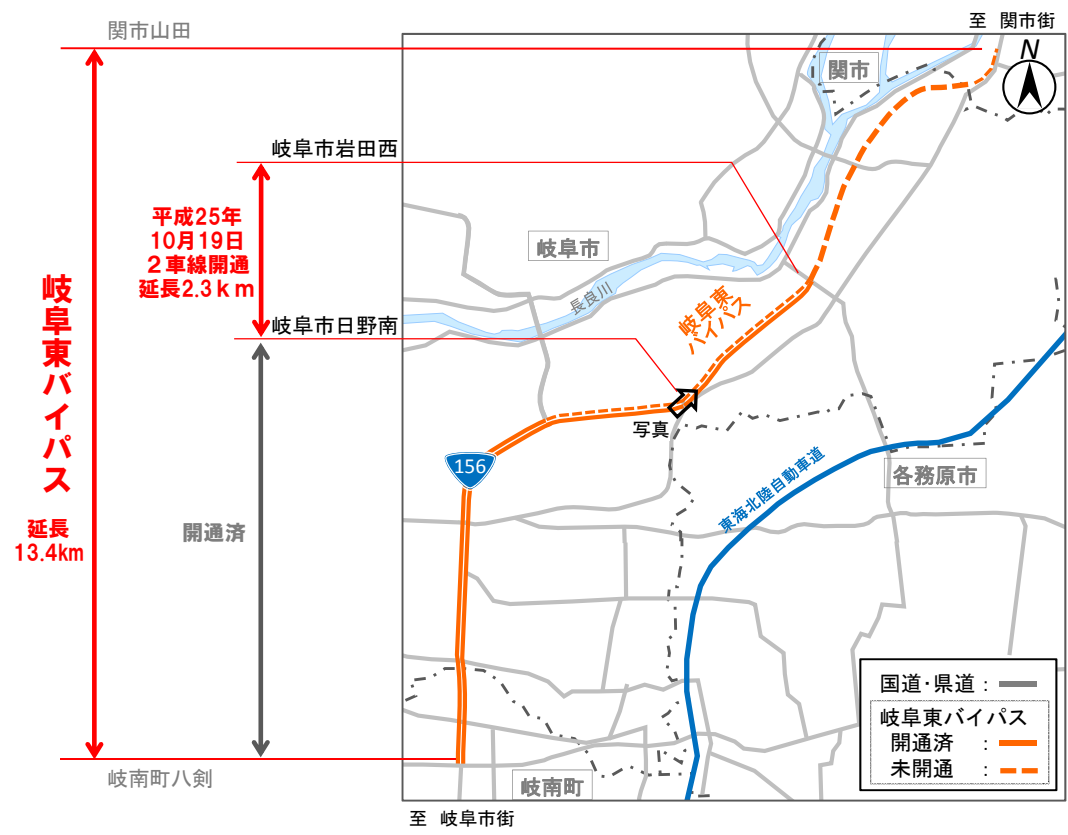 関市山田
至 関市街
N
関市
岐阜市岩田西
平成25年
10月19日
2車線開通
延長2.3km
岐阜市
長良川
岐阜東
バイパス
岐阜市日野南
岐阜東バイパス
延長
13.4km
写真
156
東海北陸自動車道
各務原市
開通済
国道・県道：
岐阜東バイパス
開通済 ：
未開通 ：
岐南町八剣
岐南町
至 岐阜市街